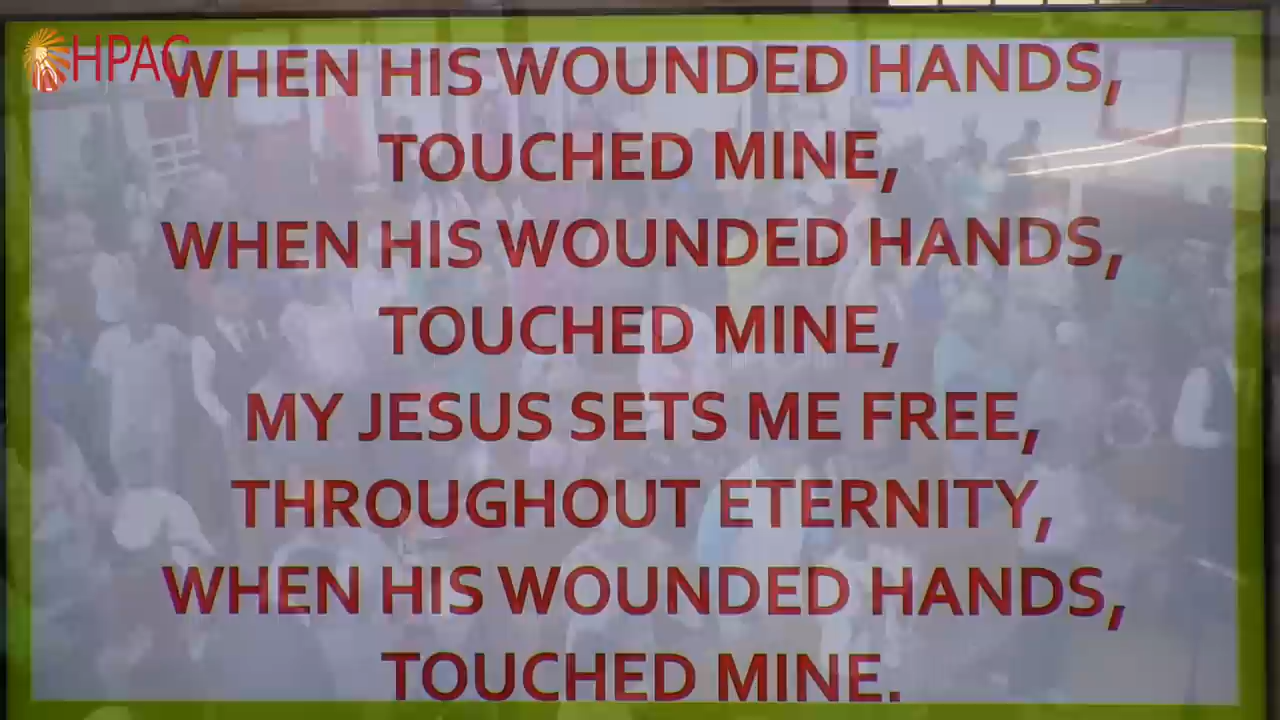 HPAC
WHEN HIS WOUNDED HANDS,
TOUCHED MINE,
WHEN HIS WOUNDED HANDS,
TOUCHED MINE,
MY JESUS SETS ME FREE,
THROUGHOUT ETERNITY,
WHEN HIS WOUNDED HANDS,
TOUCHED MINE.